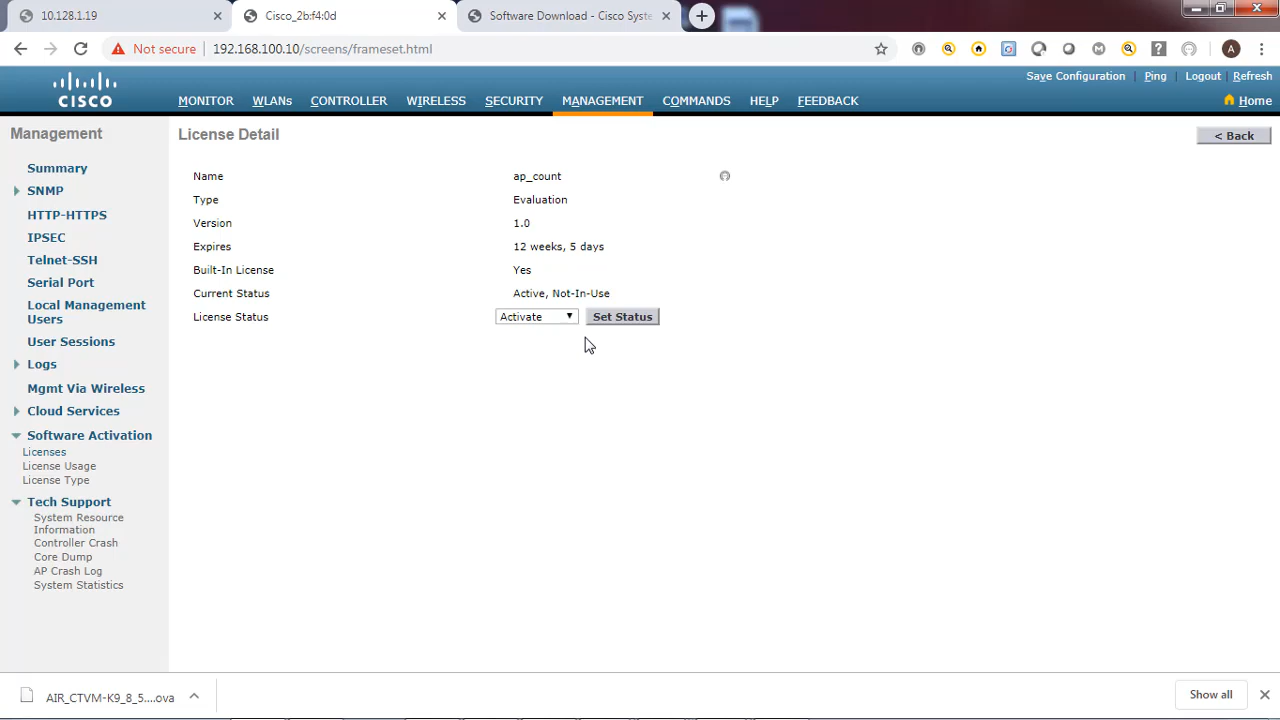 10.128.1.19
Cisco_2b:f4:0d
Software Download - Cisco Syste
Not secure
192.168.100.10/screens/frameset.html
A
Save Configuration Ping Logout Refresh
CISCO
MONITOR WLANs CONTROLLER WIRELESS SECURITY MANAGEMENT COMMANDS HELP FEEDBACK
Home
Management
Summary
SNMP
HTTP-HTTPS
IPSEC
Telnet-SSH
Serial Port
Local Management
Users
User Sessions
Logs
Mgmt Via Wireless
Cloud Services
Software Activation
Licenses
License Usage
License Type
Tech Support
System Resource
Information
Controller Crash
Core Dump
AP Crash Log
System Statistics
License Detail
< Back
Name ap_count
Type Evaluation
Version 1.0
Expires 12 weeks, 5 days
Built-In License Yes
Current Status Active, Not-In-Use
License Status Activate Set Status
AIR_CTVM-K9_8_5....ova
Show all